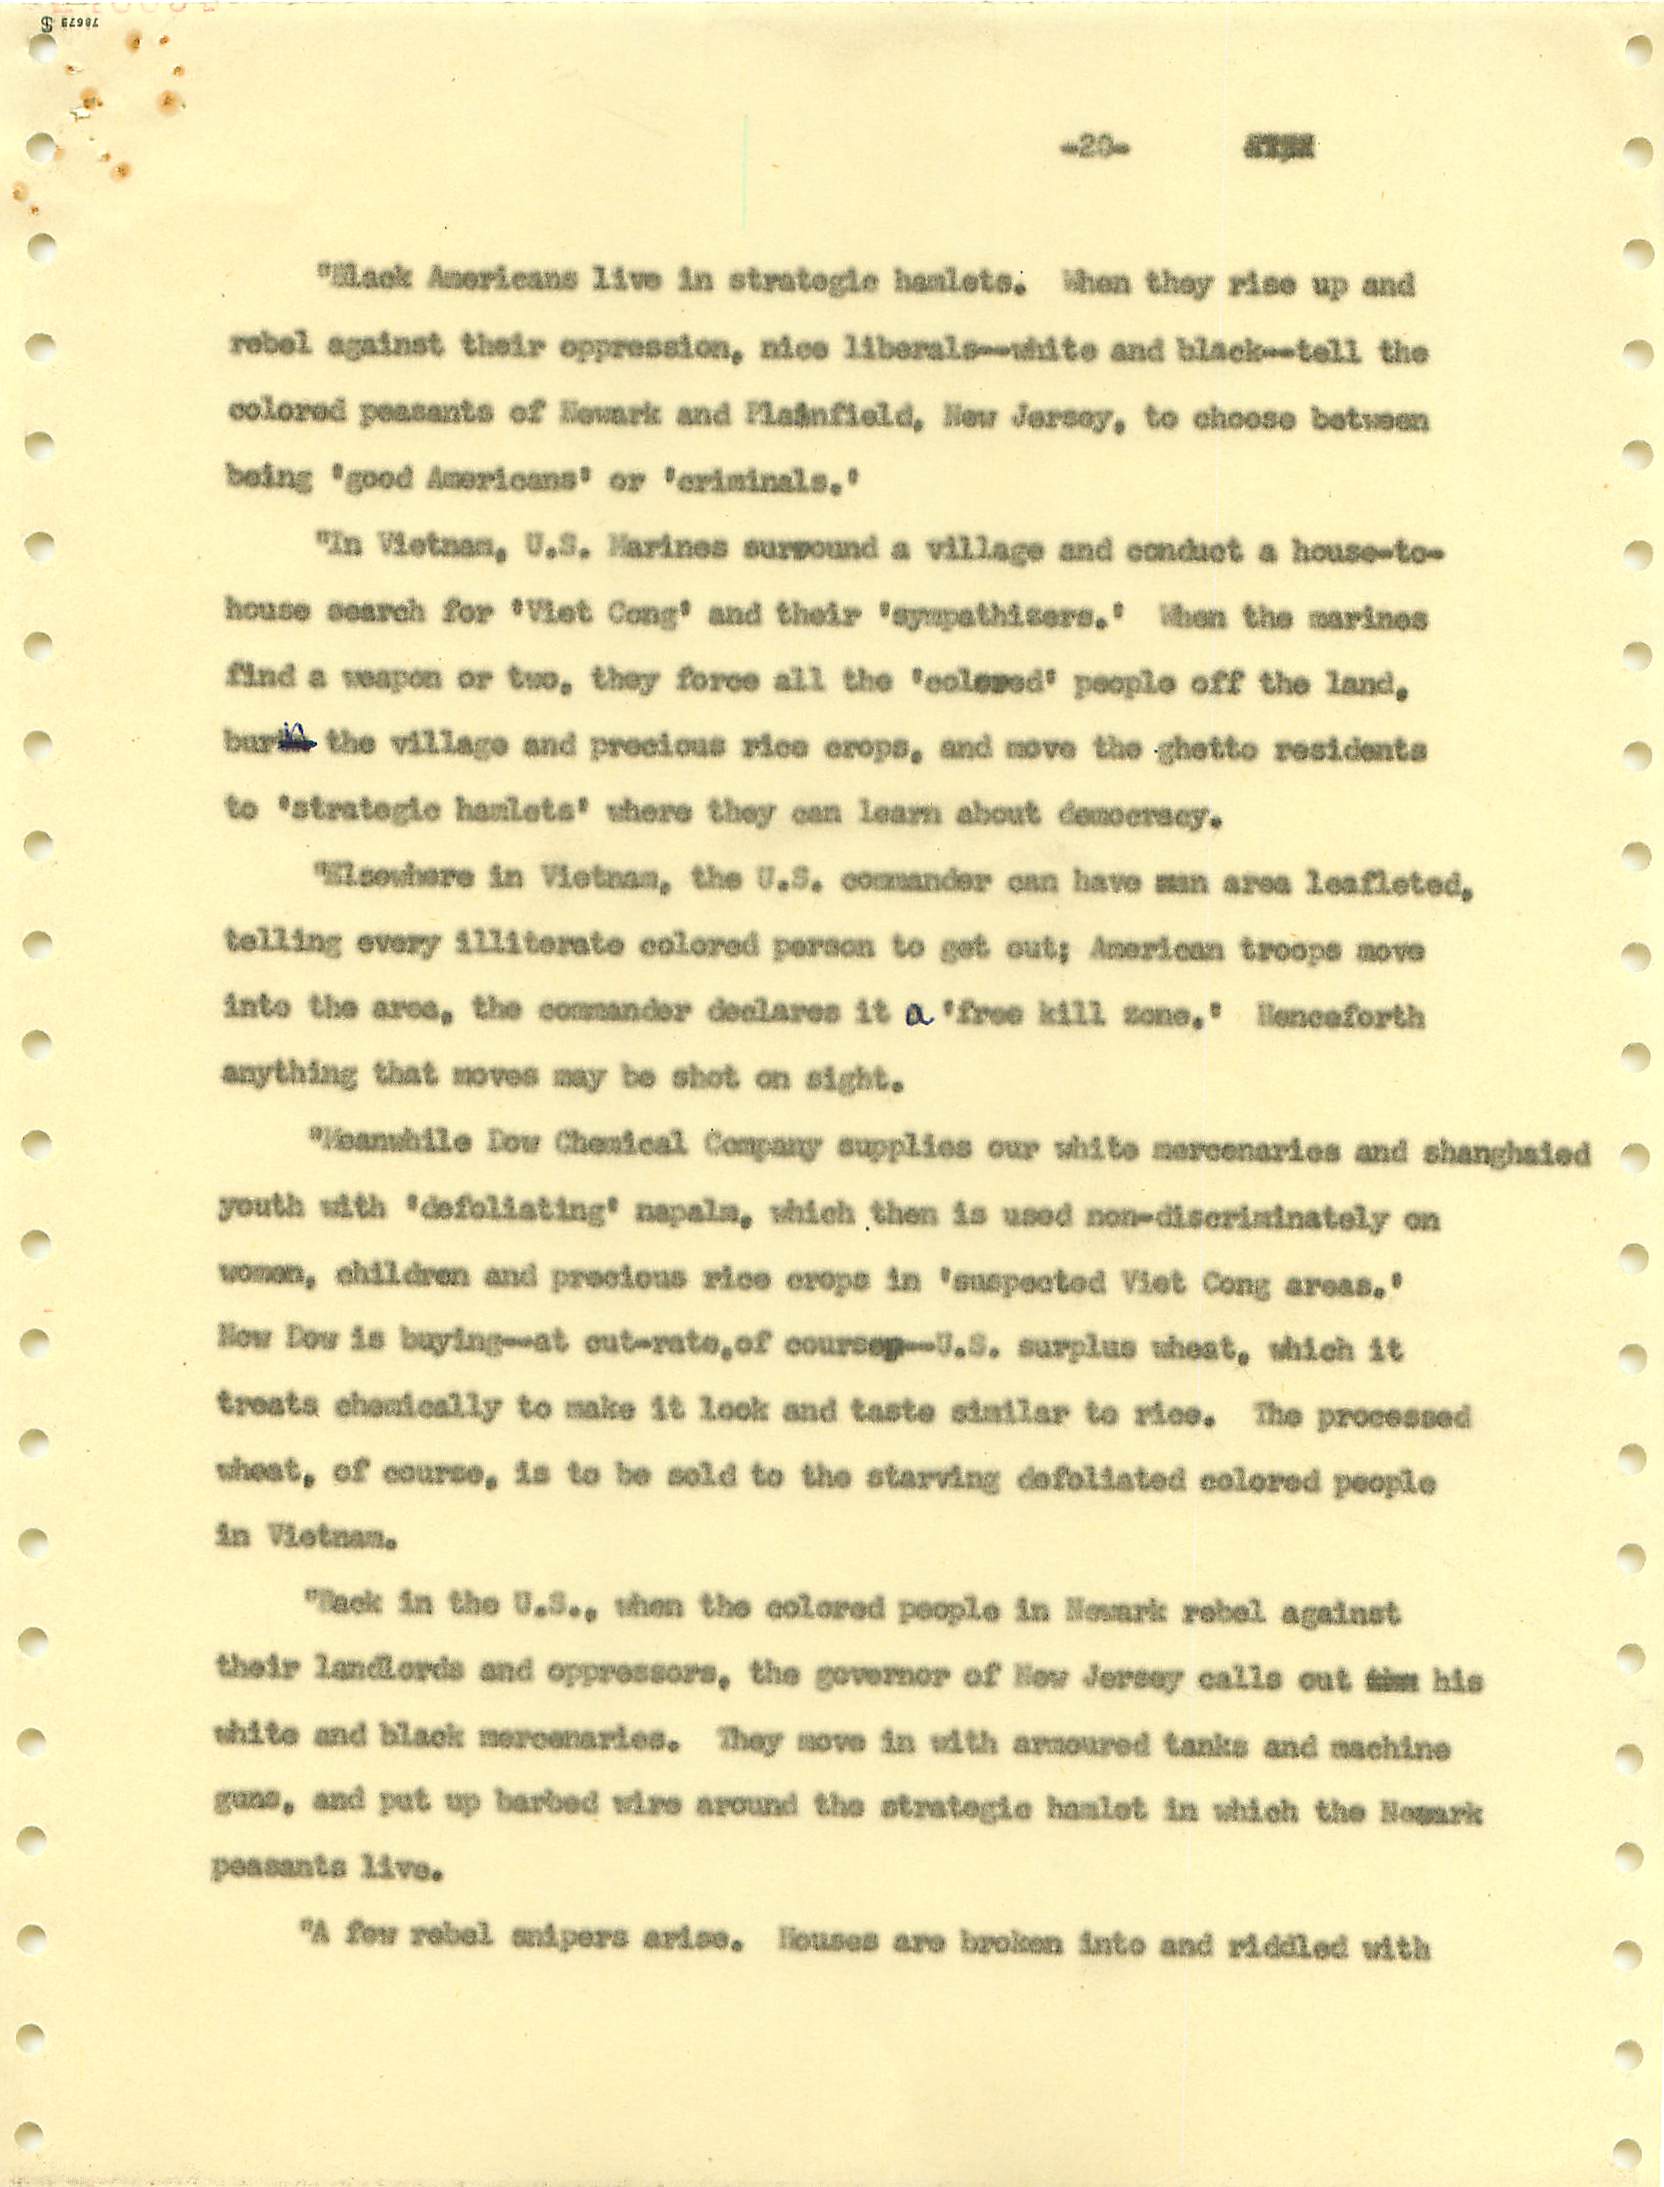 -20-
"Black Americans live in strategic hamlets. When they rise up and
rebel against their oppression, nice liberals--white and black--tell the
colored peasants of Newark and Plainfield, New Jersey, to choose between
being 'good Americans' or 'criminals.'
"In Vietnam, U.S. Marines surround a village and conduct a house-to-
house search for 'Viet Cong' and their 'sympathizers.' When the marines
find a weapon or two, they force all the 'colored' people off the land,
burn the village and precious rice crops, and move the ghetto residents
to 'strategic hamlets' where they can learn about democracy.
"Elsewhere in Vietnam, the U.S. commander can have an area leafleted,
telling every illiterate colored person to get out; American troops move
into the area, the commander declares it a 'free kill zone.' Henceforth
anything that moves may be shot on sight.
"Meanwhile Dow Chemical Company supplies our white mercenaries and shanghaied
youth with 'defoliating' napalm, which then is used non-discriminately on
women, children and precious rice crops in 'suspected Viet Cong areas.'
Now Dow is buying--at cut-rate,of course--U.S. surplus wheat, which it
treats chemically to make it look and taste similar to rice. The processed
wheat, of course, is to be sold to the starving defoliated colored people
in Vietnam.
"Back in the U.S., when the colored people in Newark rebel against
their landlords and oppressors, the governor of New Jersey calls out his
white and black mercenaries. They move in with armoured tanks and machine
guns, and put up barbed wire around the strategic hamlet in which the Newark
peasants live.
"A few rebel snipers arise. Houses are broken into and riddled with